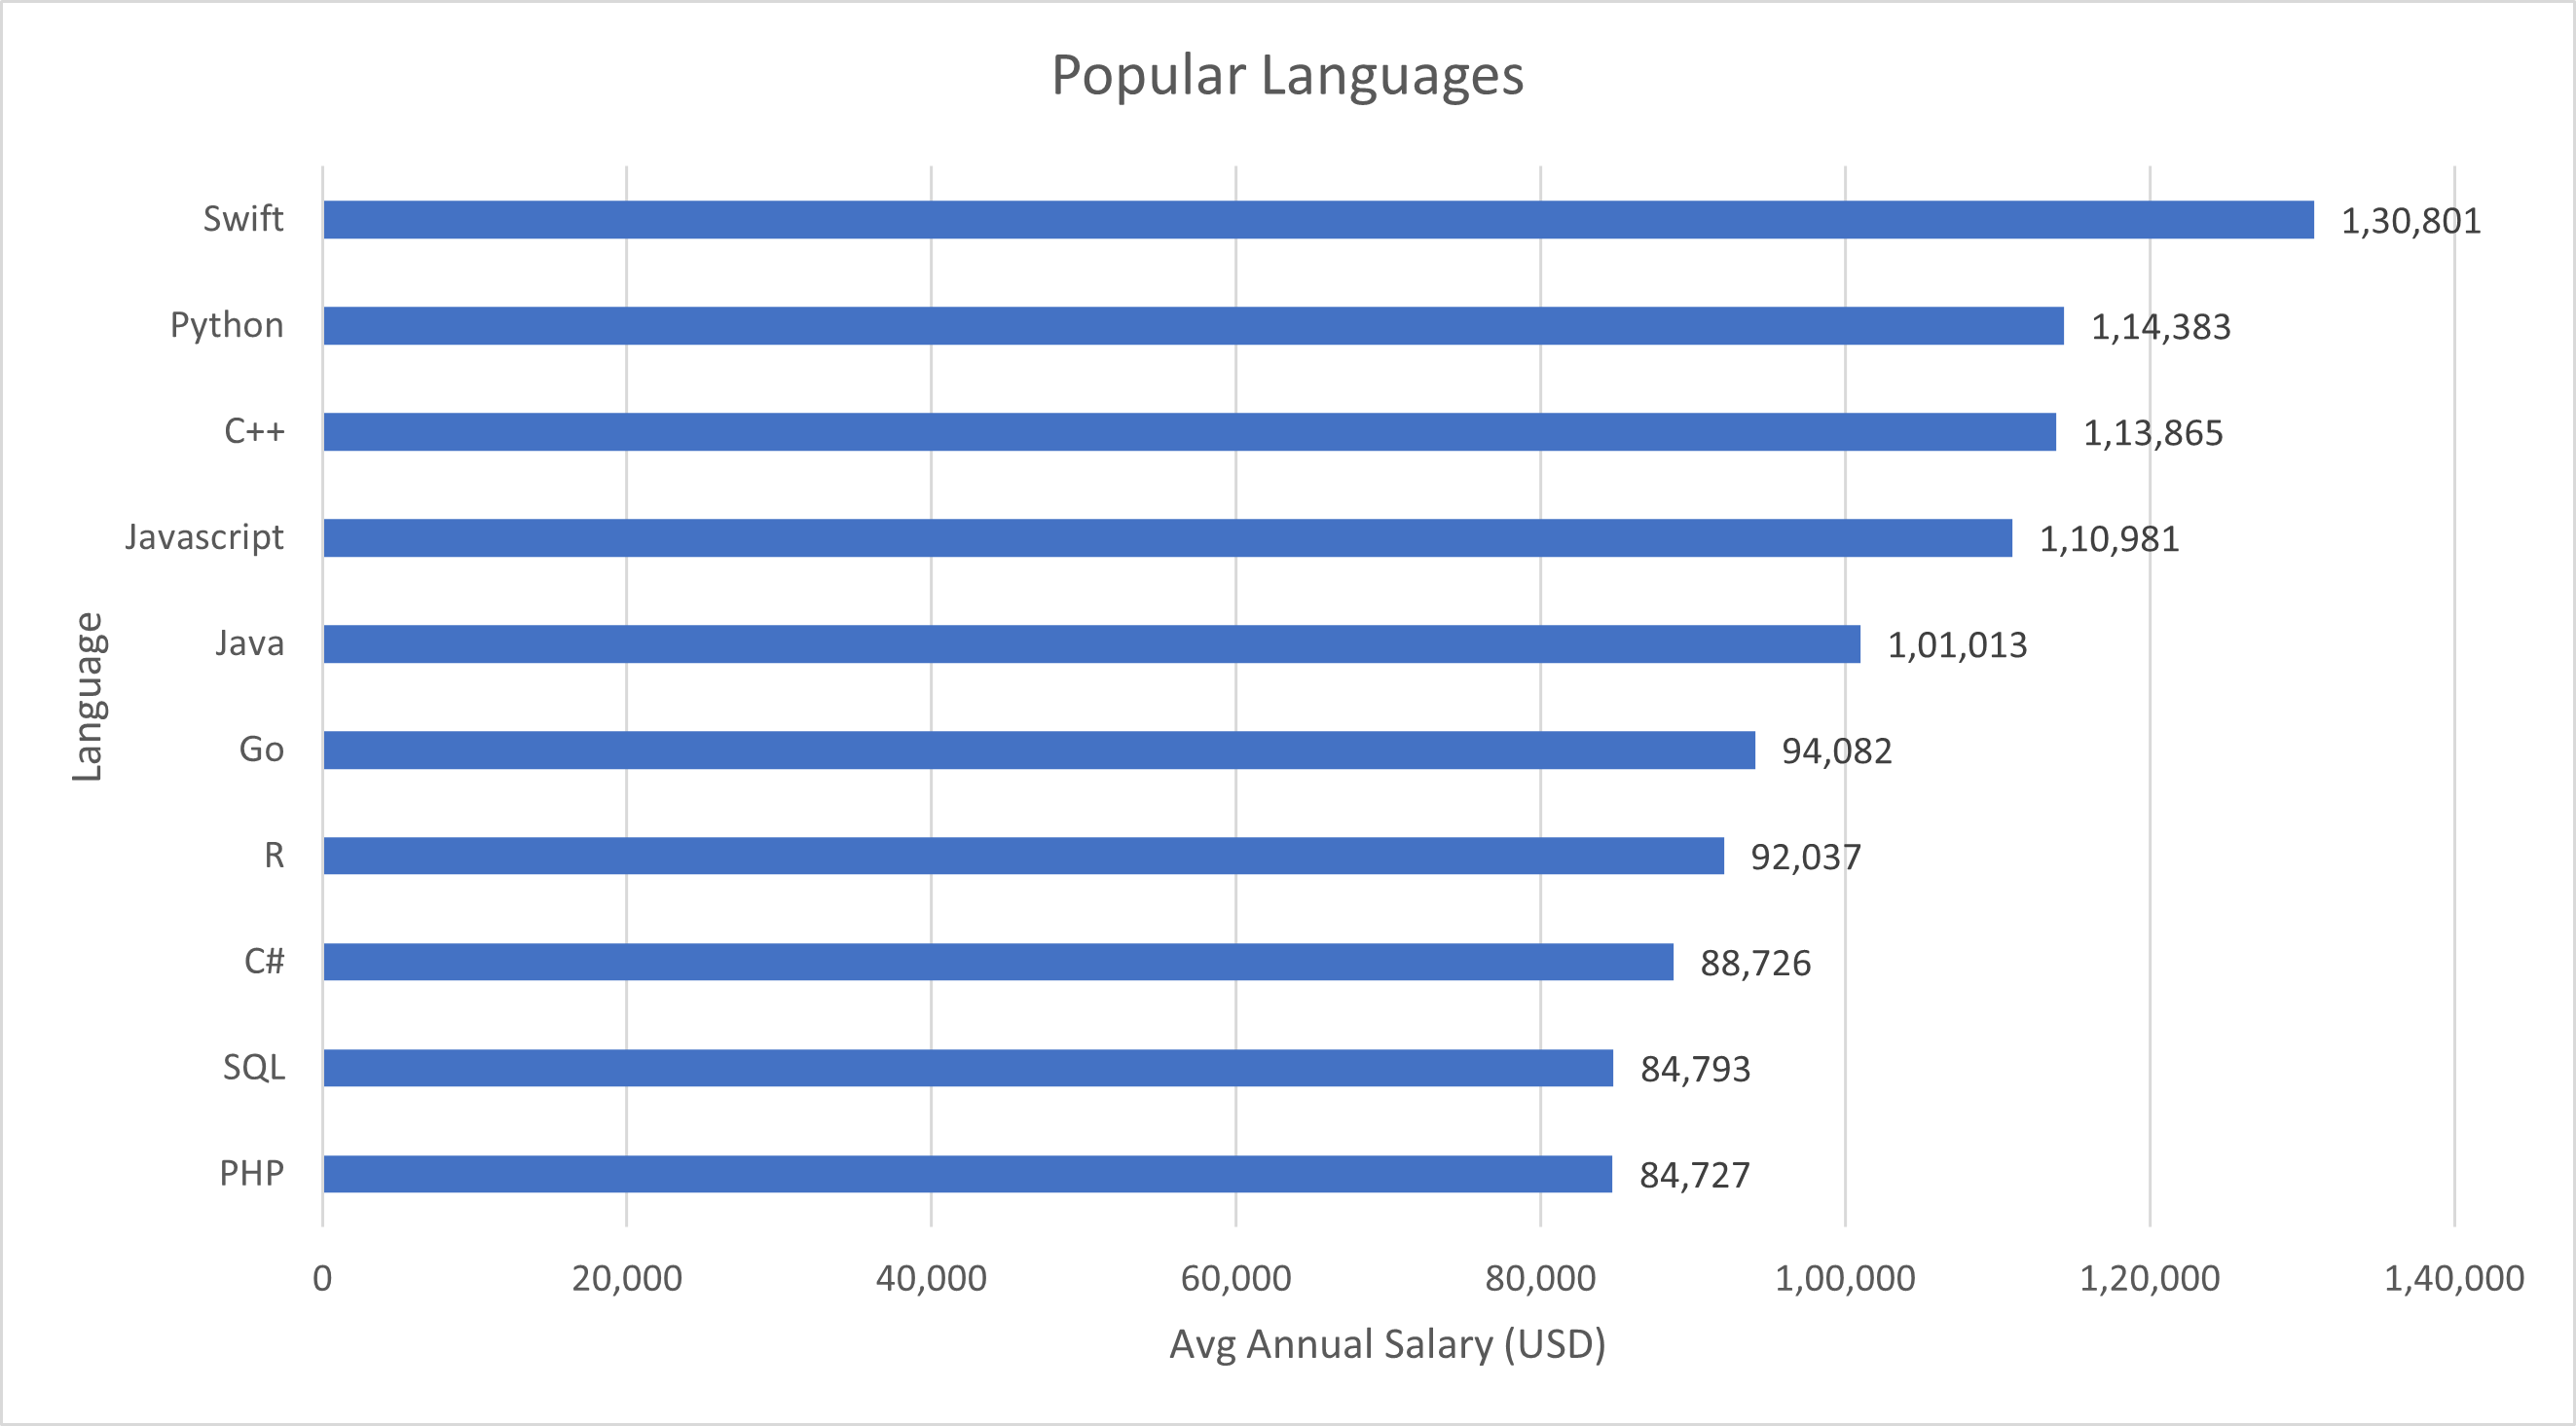 Popular Languages
Swift 1,30,801
Python 1,14,383
C++ 1,13,865
Javascript 1,10,981
Java 1,01,013
Go 94,082
R 92,037
C# 88,726
SQL 84,793
PHP 84,727
Language
0 20,000 40,000 60,000 80,000 1,00,000 1,20,000 1,40,000
Avg Annual Salary (USD)